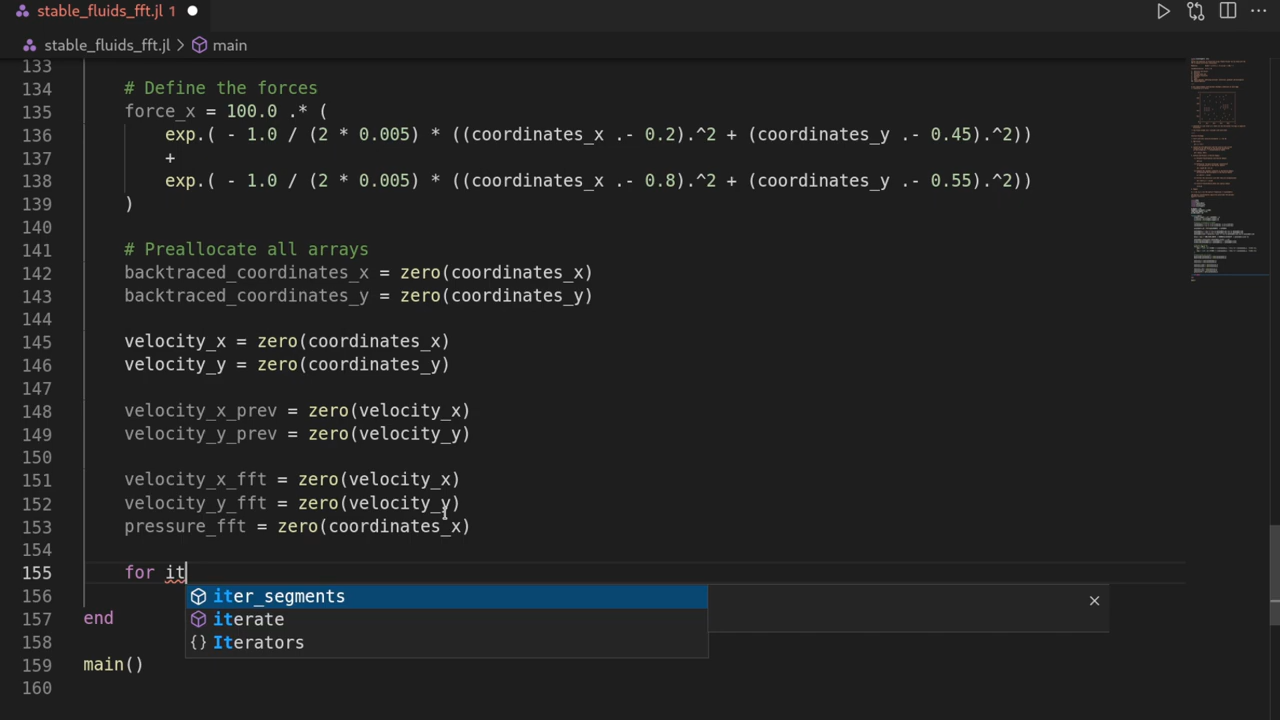 stable_fluids_fft.jl 1
stable_fluids_fft.jl > main
133
134 # Define the forces
135 force_x = 100.0 .* (
136 exp.( - 1.0 / (2 * 0.005) * ((coordinates_x .- 0.2).^2 + (coordinates_y .- 0.45).^2))
137 +
138 exp.( - 1.0 / (2 * 0.005) * ((coordinates_x .- 0.8).^2 + (coordinates_y .- 0.55).^2))
139 )
140
141 # Preallocate all arrays
142 backtraced_coordinates_x = zero(coordinates_x)
143 backtraced_coordinates_y = zero(coordinates_y)
144
145 velocity_x = zero(coordinates_x)
146 velocity_y = zero(coordinates_y)
147
148 velocity_x_prev = zero(velocity_x)
149 velocity_y_prev = zero(velocity_y)
150
151 velocity_x_fft = zero(velocity_x)
152 velocity_y_fft = zero(velocity_y)
153 pressure_fft = zero(coordinates_x)
154
155 for it
156 iter_segments
157 end iterate
158 {} Iterators
159 main()
160